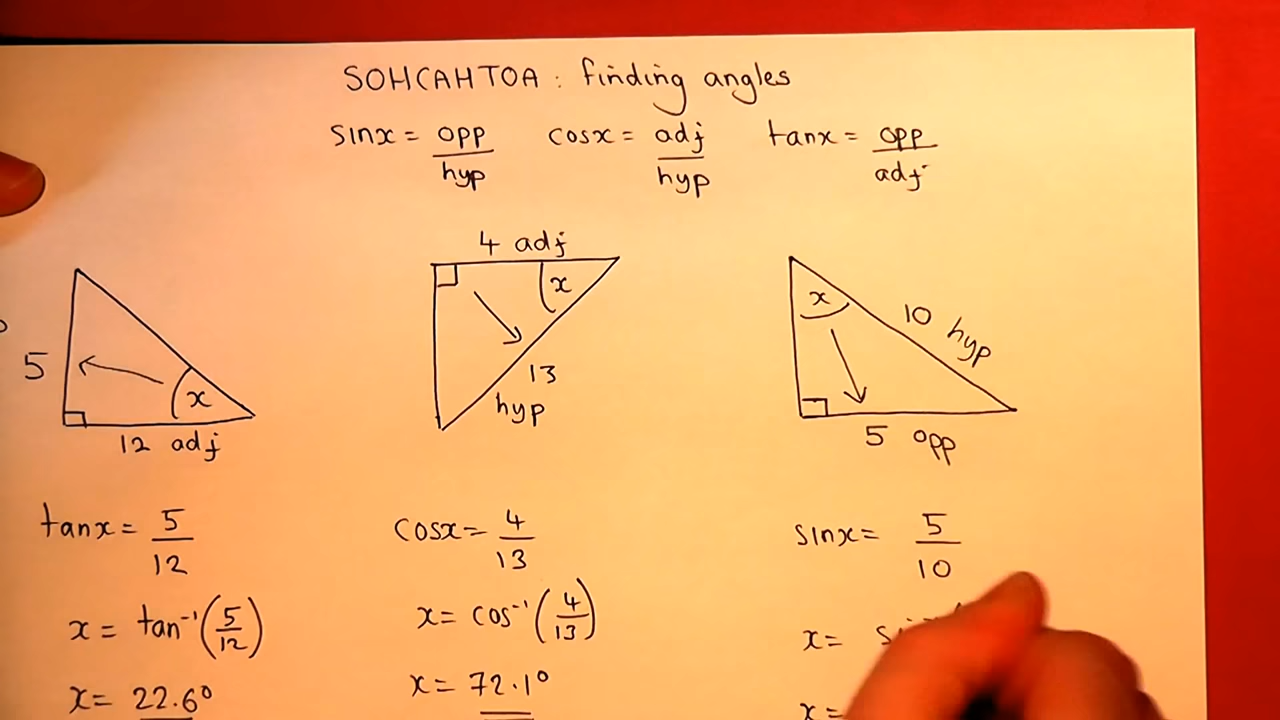 SOHCAHTOA : finding angles
sinx = opp/hyp cosx = adj/hyp tanx = opp/adj
4 adj
x
13
hyp
5
x
12 adj
x
10 hyp
5 opp
tanx = 5/12
x = tan⁻¹(5/12)
x = 22.6°
cosx = 4/13
x = cos⁻¹(4/13)
x = 72.1°
sinx = 5/10
x =
x =